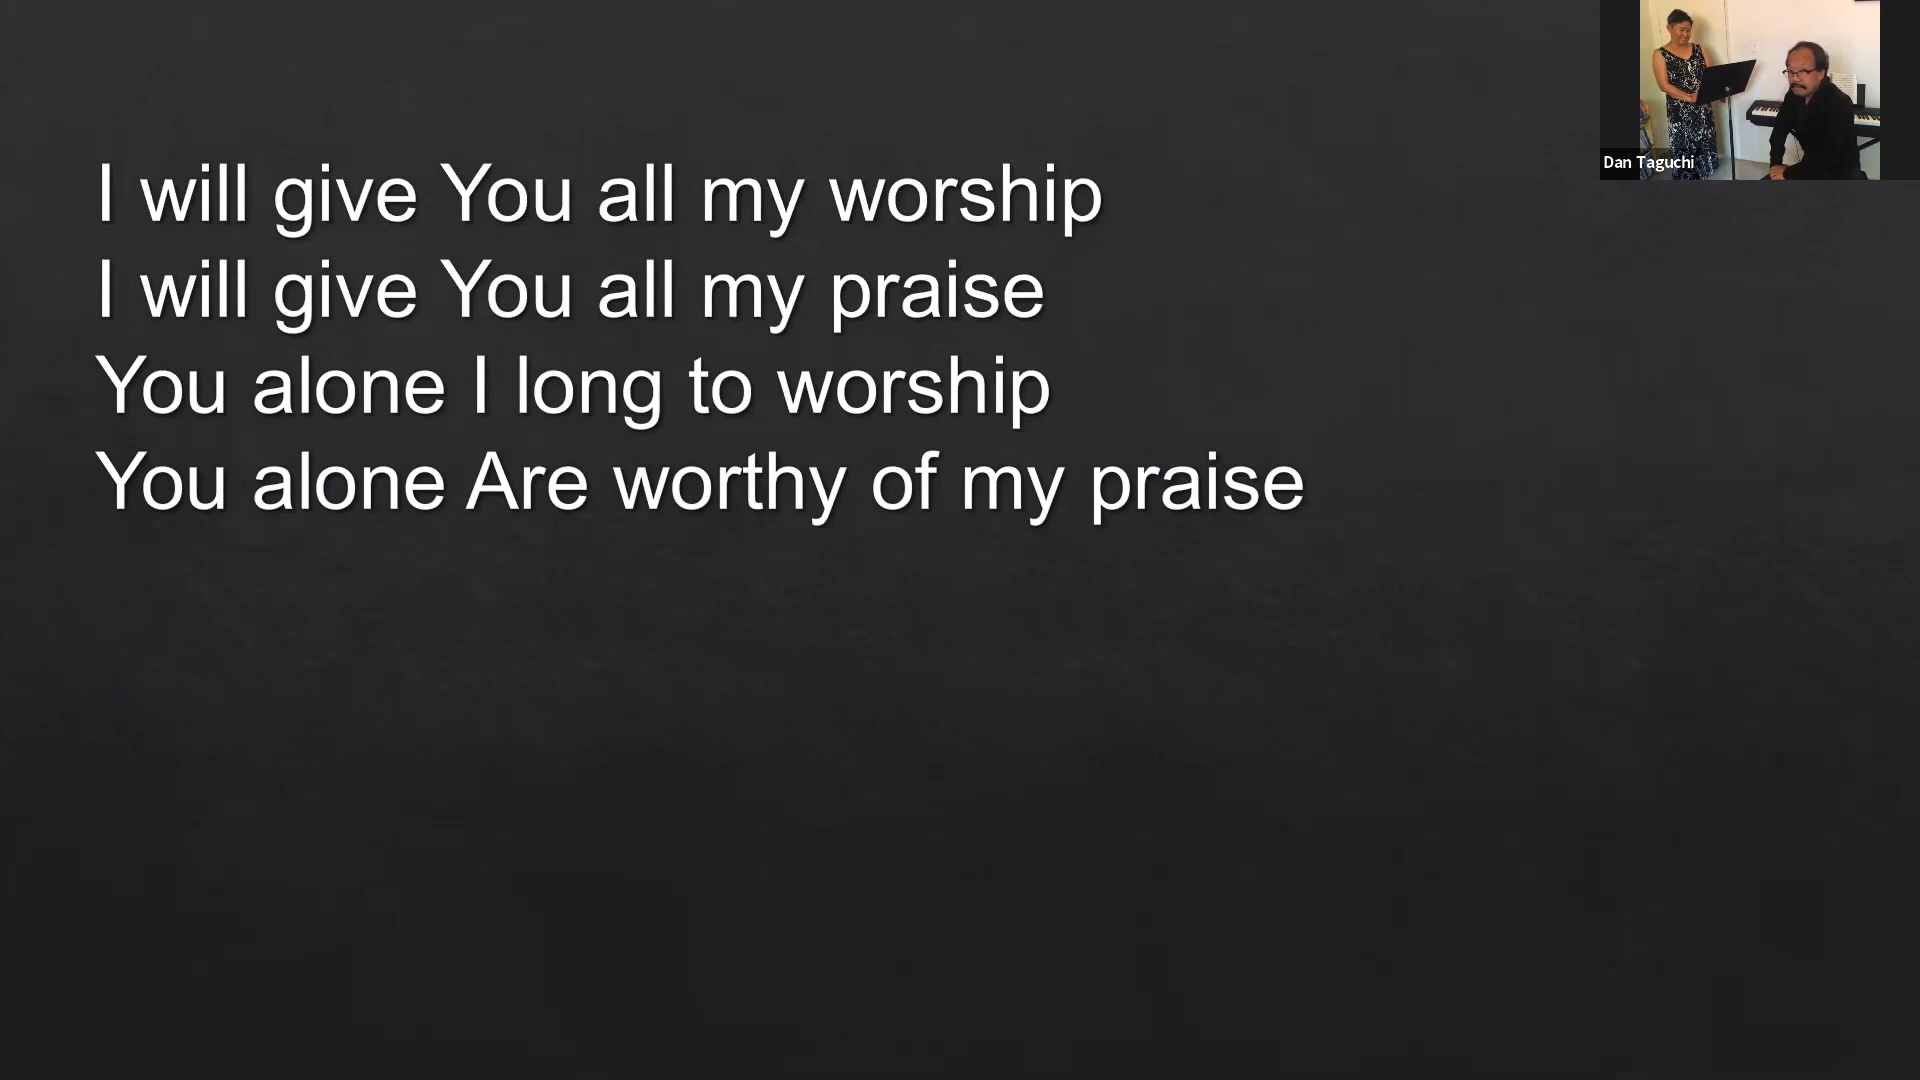 I will give You all my worship
I will give You all my praise
You alone I long to worship
You alone Are worthy of my praise
Dan Taguchi